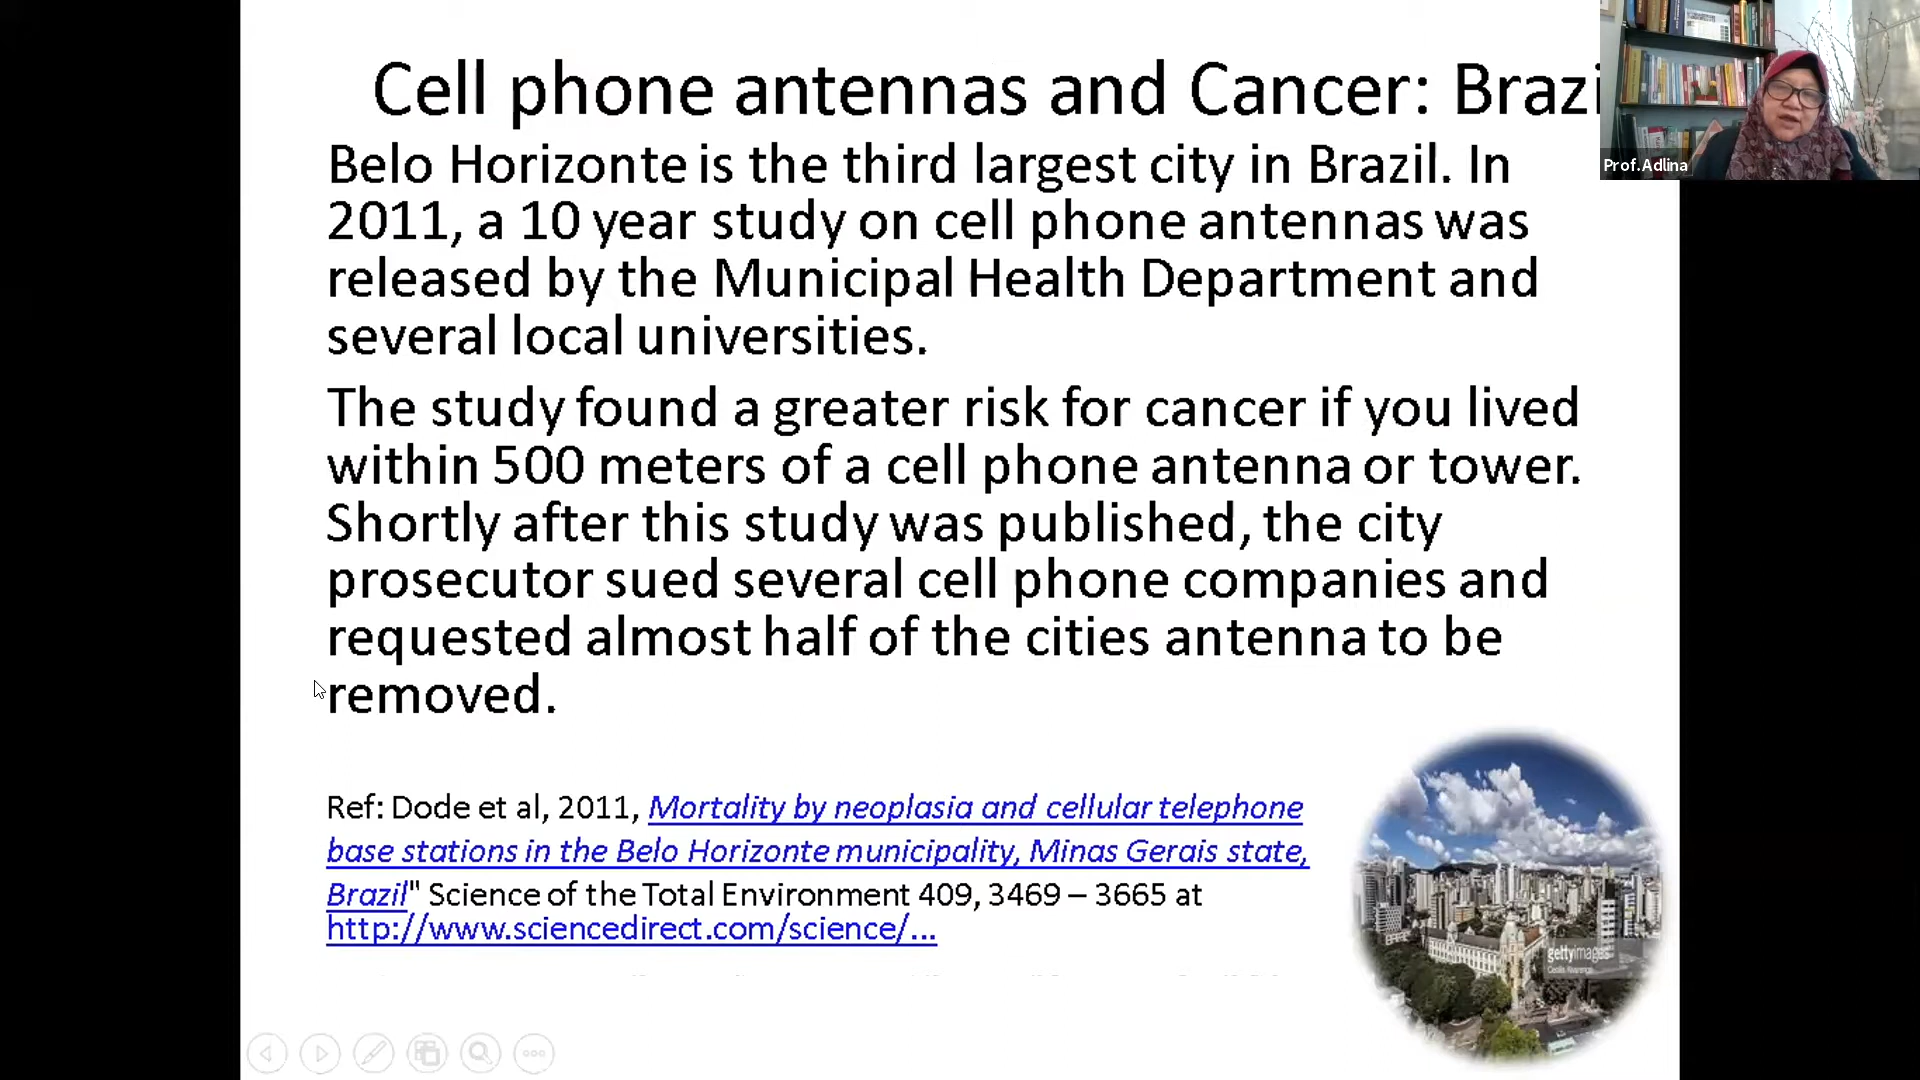 Cell phone antennas and Cancer: Brazi
Belo Horizonte is the third largest city in Brazil. In
2011, a 10 year study on cell phone antennas was
released by the Municipal Health Department and
several local universities.
The study found a greater risk for cancer if you lived
within 500 meters of a cell phone antenna or tower.
Shortly after this study was published, the city
prosecutor sued several cell phone companies and
requested almost half of the cities antenna to be
removed.
Ref: Dode et al, 2011, Mortality by neoplasia and cellular telephone
base stations in the Belo Horizonte municipality, Minas Gerais state,
Brazil" Science of the Total Environment 409, 3469 – 3665 at
http://www.sciencedirect.com/science/...
Prof.Adlina
gettyimages